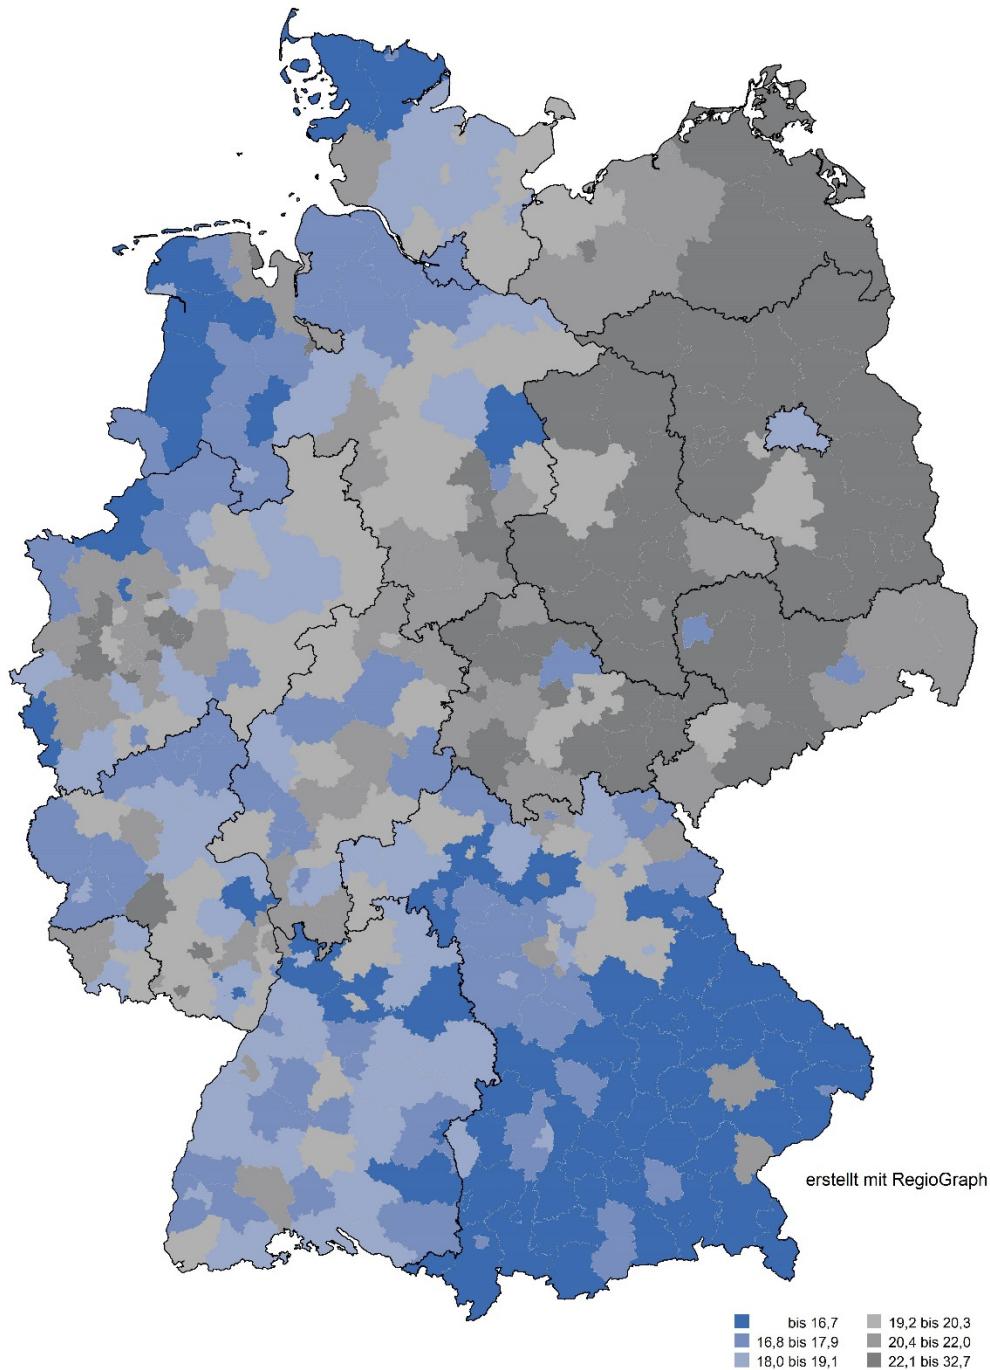 erstellt mit RegioGraph
bis 16,7
16,8 bis 17,9
18,0 bis 19,1
19,2 bis 20,3
20,4 bis 22,0
22,1 bis 32,7